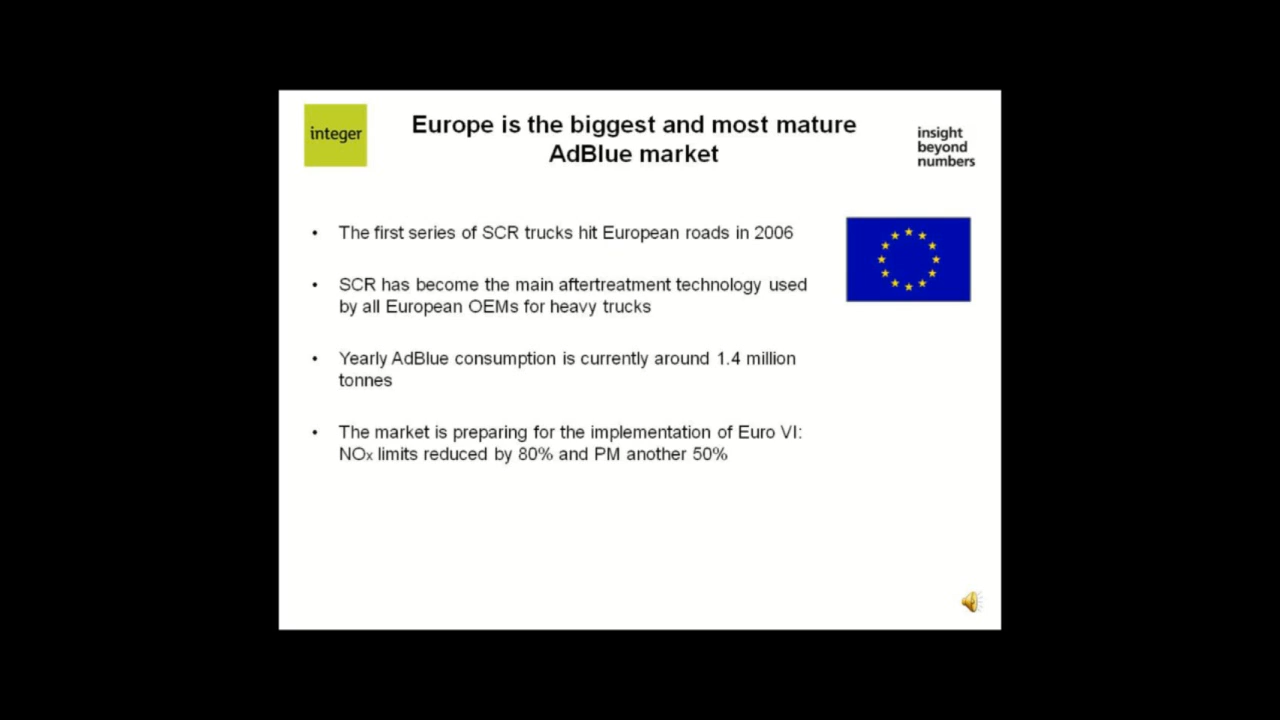 integer
Europe is the biggest and most mature
AdBlue market
insight
beyond
numbers
• The first series of SCR trucks hit European roads in 2006
• SCR has become the main aftertreatment technology used
by all European OEMs for heavy trucks
• Yearly AdBlue consumption is currently around 1.4 million
tonnes
• The market is preparing for the implementation of Euro VI:
NOx limits reduced by 80% and PM another 50%